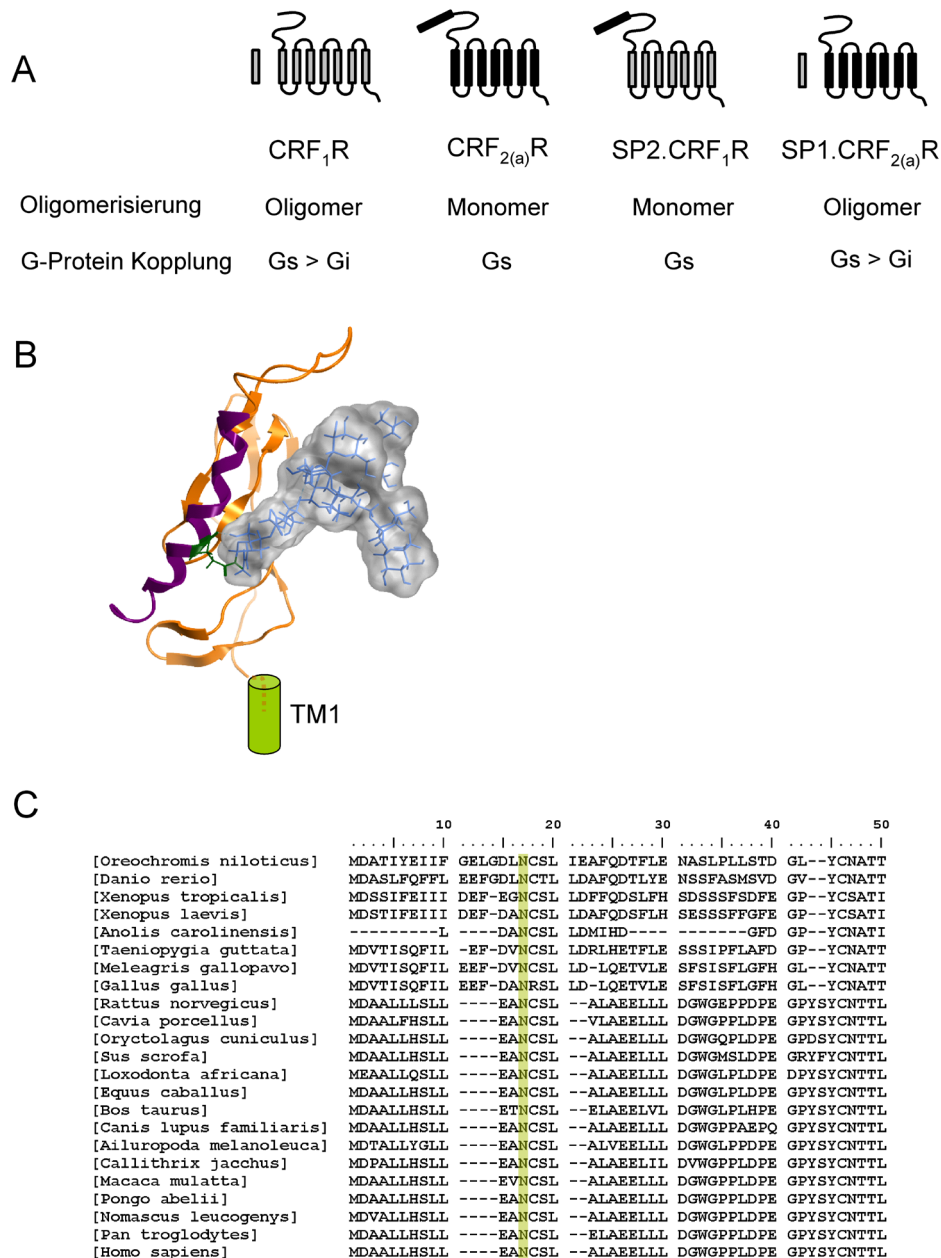 A
CRF1R CRF2(a)R SP2.CRF1R SP1.CRF2(a)R
Oligomerisierung Oligomer Monomer Monomer Oligomer
G-Protein Kopplung Gs > Gi Gs Gs Gs > Gi
B
TM1
C
10 20 30 40 50
....|....| ....|....| ....|....| ....|....| ....|....|
[Oreochromis niloticus] MDATIYEIIF GELGDLNCSL IEAFQDTFLE NASLPLLSTD GL--YCNATT
[Danio rerio] MDASLFQFFL EEFGDLNCTL LDAFQDTLYE NSSFASMSVD GV--YCNATT
[Xenopus tropicalis] MDSSIFEIII DEF-EGNCSL LDFFQDSLFH SDSSSFSDFE GP--YCSATI
[Xenopus laevis] MDSTIFEIII DEF-DANCSL LDAFQDSFLH SESSSFFGFE GP--YCSATI
[Anolis carolinensis] ---------L -----DANCSL LDMIHD---- -------GFD GP--YCNATI
[Taeniopygia guttata] MDVTISQFIL -EF-DVNCSL LDRLHETFLE SSSIPFLAFD GP--YCNATT
[Meleagris gallopavo] MDVTISQFIL EEF-DVNCSL LD-LQETVLE SFSISFLGFH GL--YCNATT
[Gallus gallus] MDVTISQFIL EEF-DANRSL LD-LQETVLE SFSISFLGFH GL--YCNATT
[Rattus norvegicus] MDAALLLSLL ----EANCSL --ALAEELLL DGWGEPPDPE GPYSYCNTTL
[Cavia porcellus] MDAALFHSLL ----EANCSL --VLAEELLL DGWGPPLDPE GPYSYCNTTL
[Oryctolagus cuniculus] MDAALLHSLL ----EANCSL --ALAEELLL DGWGQPLDPE GPDSYCNTTL
[Sus scrofa] MDAALLHSLL ----EANCSL --ALAEELLL DGWGMSLDPE GRYFYCNTTL
[Loxodonta africana] MEAALLQSLL ----EANCSL --ALAEELLL DGWGLPLDPE DPYSYCNTTL
[Equus caballus] MDAALLHSLL ----EANCSL --ALAEELLL DGWGLPLDPE GPYSYCNTTL
[Bos taurus] MDAALLHSLL ----ETNCSL --ELAEELVL DGWGLPLHPE GPYSYCNTTL
[Canis lupus familiaris] MDAALLHSLL ----EANCSL --ALAEELLL DGWGPPAEPQ GPYSYCNTTL
[Ailuropoda melanoleuca] MDTALLYGLL ----EANCSL --ALVEELLL DGWGPPLDPE GPYSYCNTTL
[Callithrix jacchus] MDPALLHSLL ----EANCSL --ALAEELIL DVWGPPLDPE GPYSYCNTTL
[Macaca mulatta] MDAALLHSLL ----EVNCSL --ALAEELLL DGWGPPLDPE GPYSYCNTTL
[Pongo abelii] MDAALLHSLL ----EANCSL --ALAEELLL DGWGPPLDPE GPYSYCNTTL
[Nomascus leucogenys] MDVALLHSLL ----EANCSL --ALAEELLL DGWGPPLDPE GPYSYCNTTL
[Pan troglodytes] MDAALLHSLL ----EANCSL --ALAEELLL DGWGPPLDPE GPYSYCNTTL
[Homo sapiens] MDAALLHSLL ----EANCSL --ALAEELLL DGWGPPLDPE GPYSYCNTTL